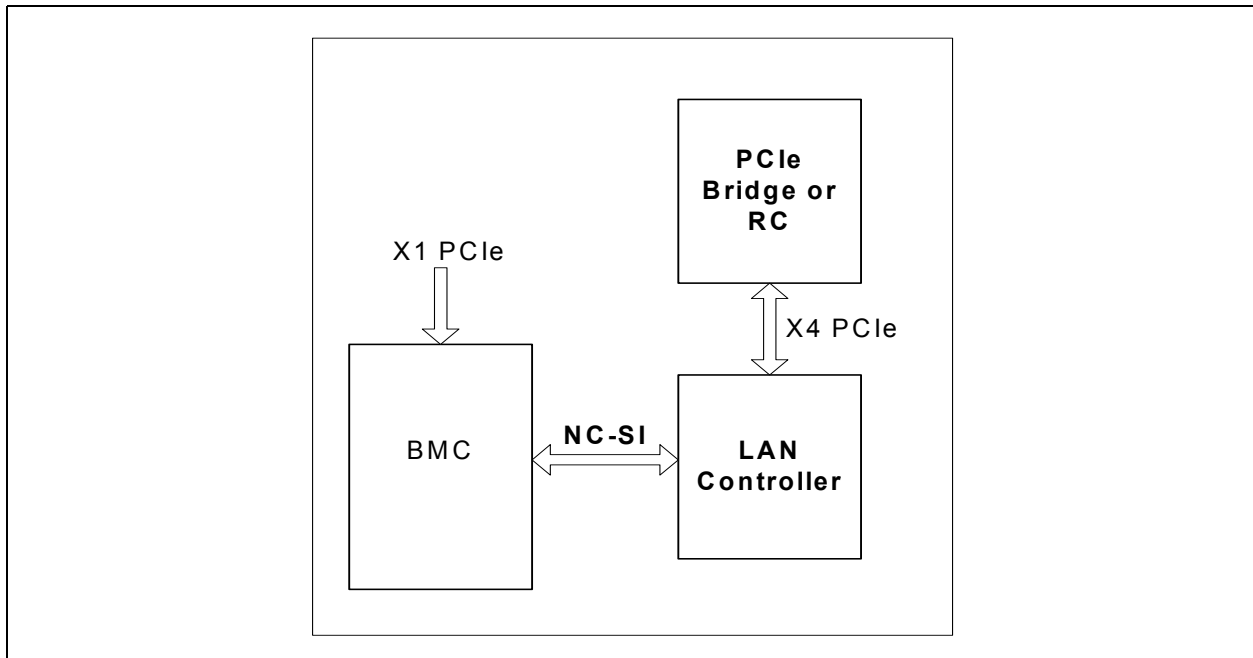 PCIe
Bridge or
RC
X1 PCIe
X4 PCIe
BMC
NC-SI
LAN
Controller